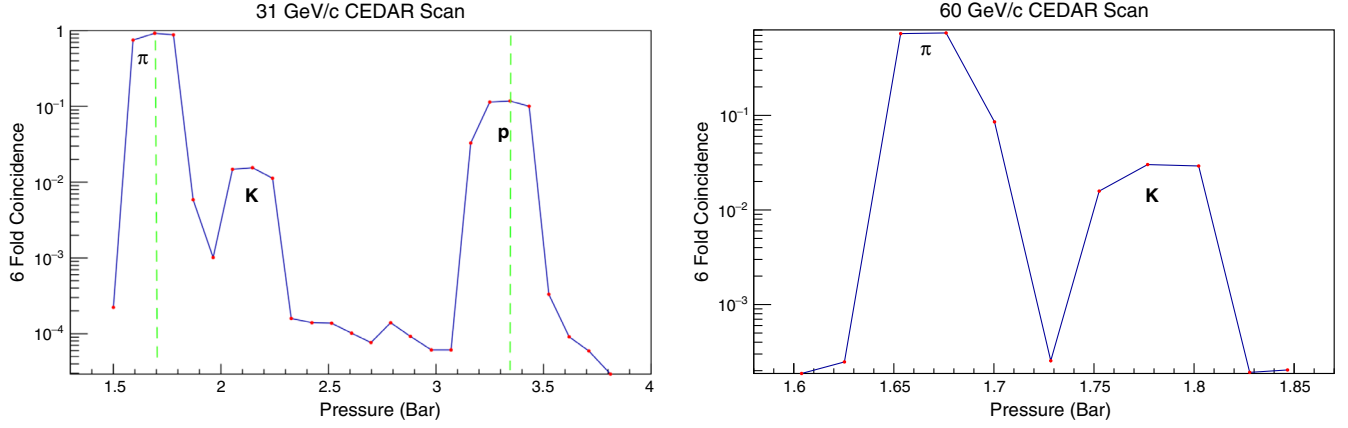 31 GeV/c CEDAR Scan
6 Fold Coincidence
1
10⁻¹
10⁻²
10⁻³
10⁻⁴
π
K
p
1.5 2 2.5 3 3.5 4
Pressure (Bar)
60 GeV/c CEDAR Scan
6 Fold Coincidence
10⁻¹
10⁻²
10⁻³
π
K
1.6 1.65 1.7 1.75 1.8 1.85
Pressure (Bar)